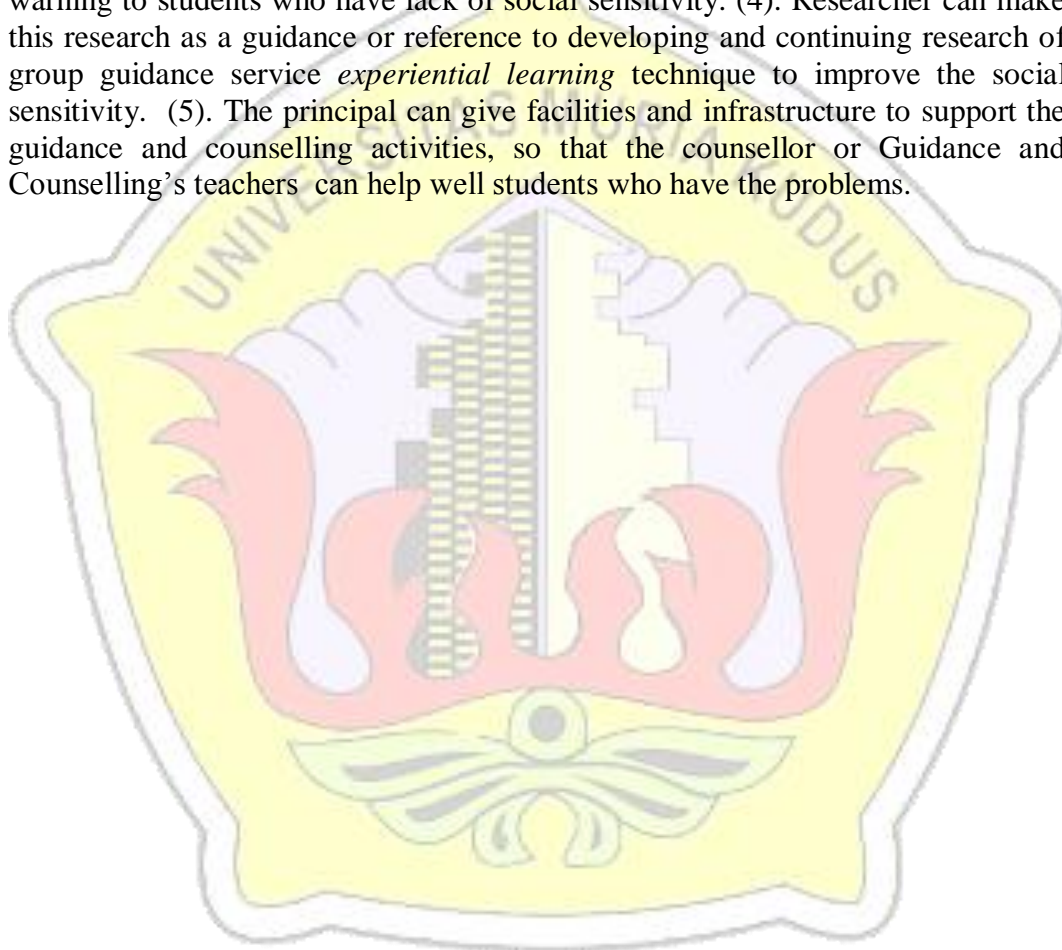 warning to students who have lack of social sensitivity. (4). Researcher can make
this research as a guidance or reference to developing and continuing research of
group guidance service experiential learning technique to improve the social
sensitivity. (5). The principal can give facilities and infrastructure to support the
guidance and counselling activities, so that the counsellor or Guidance and
Counselling’s teachers can help well students who have the problems.
UNIVERSITAS MURIA KUDUS